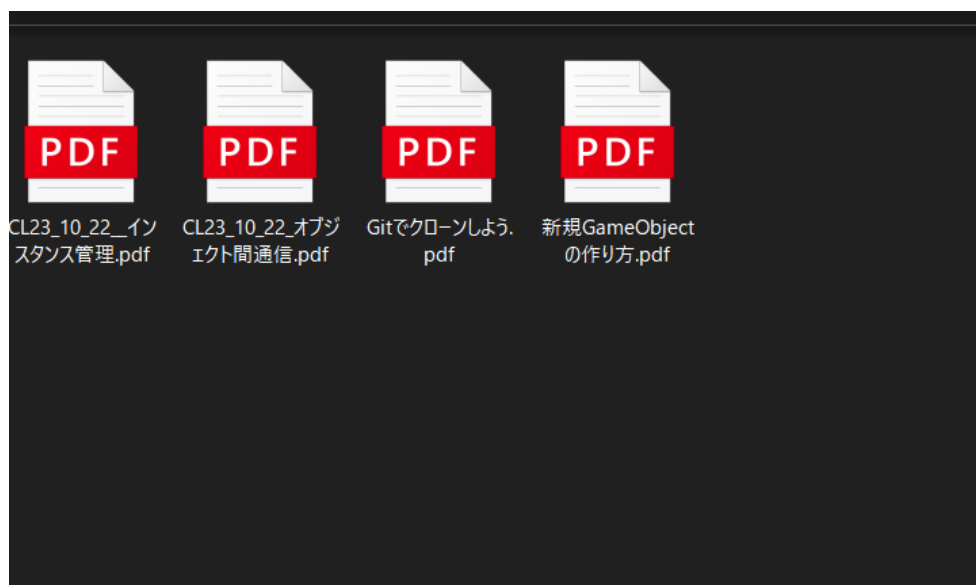 PDF
PDF
PDF
PDF
CL23_10_22__イン
スタンス管理.pdf
CL23_10_22_オブジ
ェクト間通信.pdf
Gitでクローンしよう.
pdf
新規GameObject
の作り方.pdf